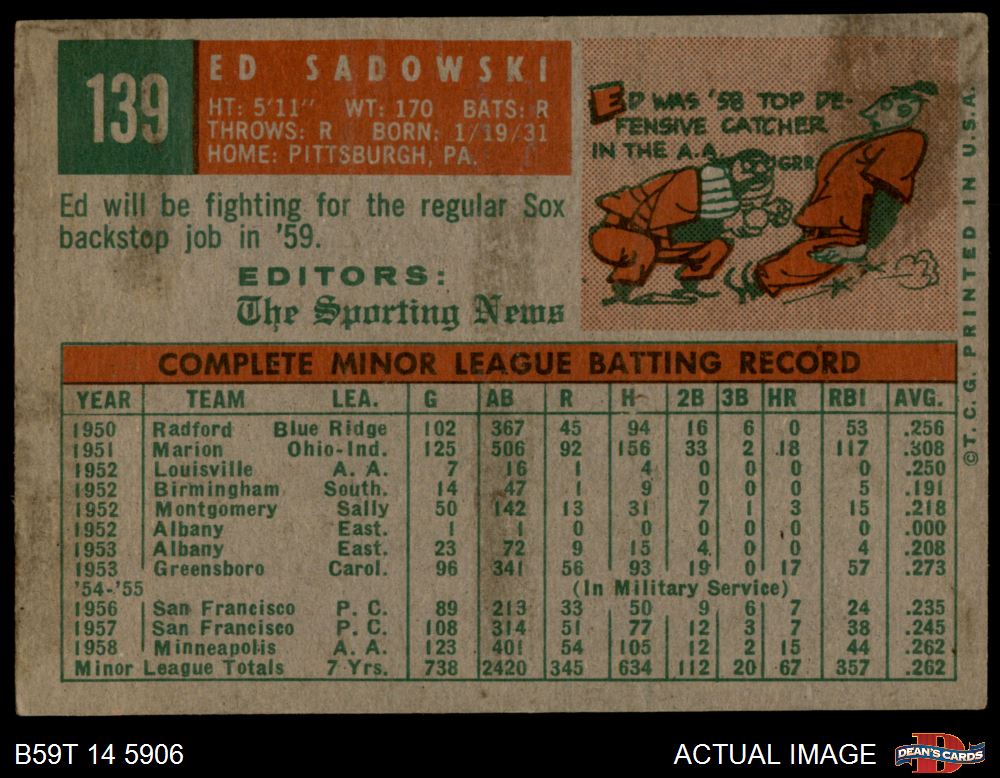 139
ED SADOWSKI
HT: 5'11" WT: 170 BATS: R
THROWS: R BORN: 1/19/31
HOME: PITTSBURGH, PA.
Ed will be fighting for the regular Sox
backstop job in '59.
EDITORS:
The Sporting News
ED WAS '58 TOP DE-
FENSIVE CATCHER
IN THE A.A.
GRR
©T. C. G. PRINTED IN U.S.A.
COMPLETE MINOR LEAGUE BATTING RECORD
YEAR TEAM LEA. G AB R H 2B 3B HR RBI AVG.
1950 Radford Blue Ridge 102 367 45 94 16 6 0 53 .256
1951 Marion Ohio-Ind. 125 506 92 156 33 2 18 117 .308
1952 Louisville A. A. 7 16 1 4 0 0 0 0 .250
1952 Birmingham South. 14 47 1 9 0 0 0 5 .191
1952 Montgomery Sally 50 142 13 31 7 1 3 15 .218
1952 Albany East. 1 1 0 0 0 0 0 0 .000
1953 Albany East. 23 72 9 15 4 0 0 4 .208
1953 Greensboro Carol. 96 341 56 93 19 0 17 57 .273
'54-'55 (In Military Service)
1956 San Francisco P. C. 89 213 33 50 9 6 7 24 .235
1957 San Francisco P. C. 108 314 51 77 12 3 7 38 .245
1958 Minneapolis A. A. 123 401 54 105 12 2 15 44 .262
Minor League Totals 7 Yrs. 738 2420 345 634 112 20 67 357 .262
B59T 14 5906
ACTUAL IMAGE
DEAN'S CARDS